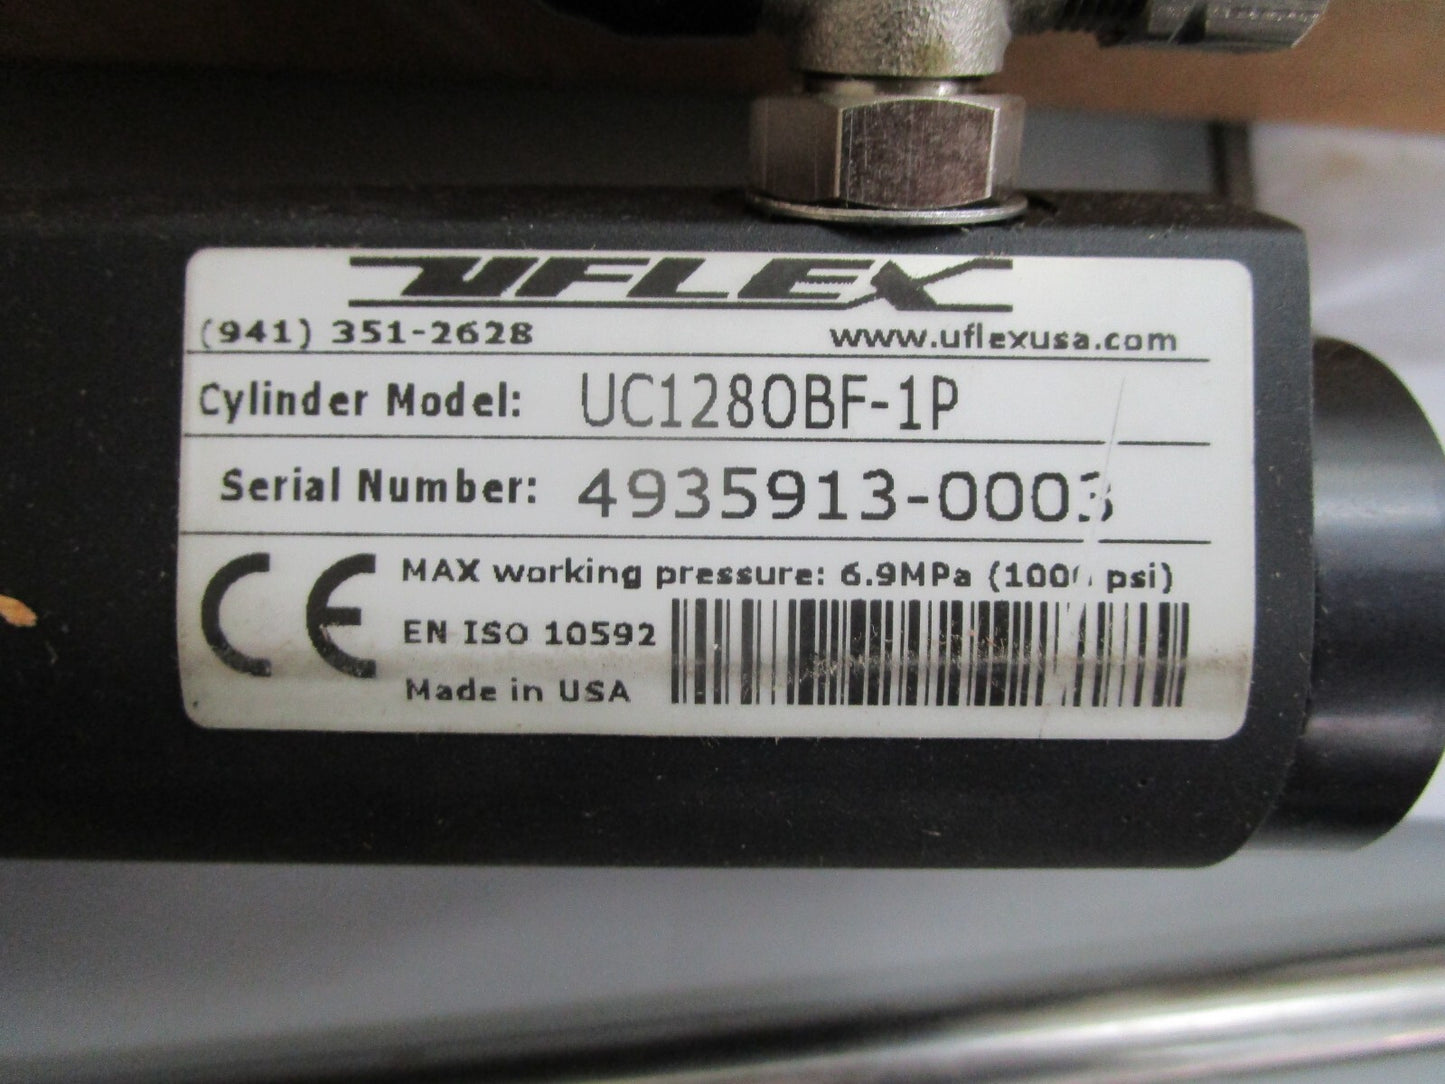 UFLEX
(941) 351-2628 www.uflexusa.com
Cylinder Model: UC1280BF-1P
Serial Number: 4935913-0003
CE MAX working pressure: 6.9MPa (1000 psi)
EN ISO 10592
Made in USA